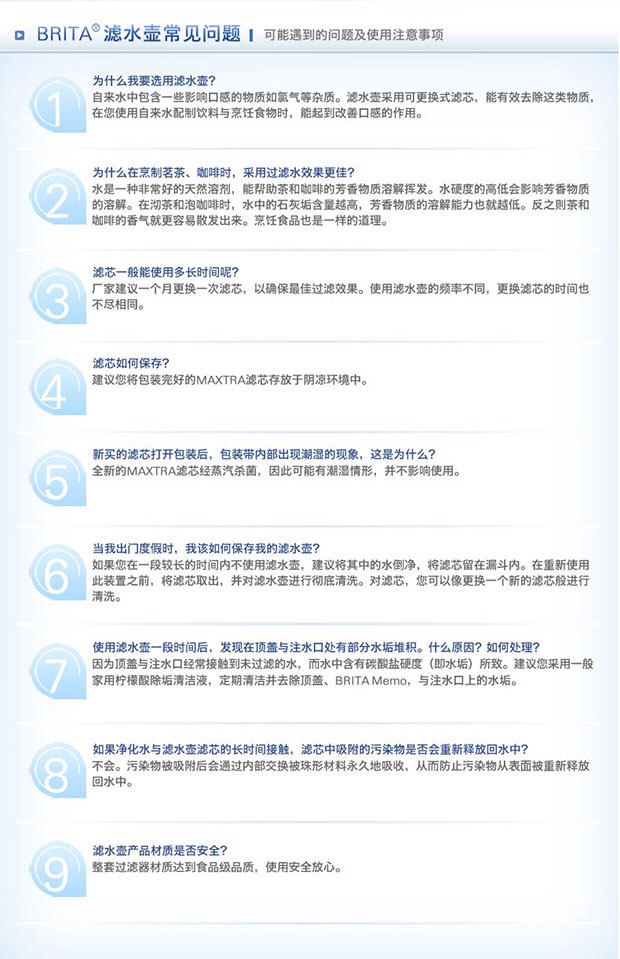 BRITA®滤水壶常见问题 可能遇到的问题及使用注意事项
1
为什么我要选用滤水壶?
自来水中包含一些影响口感的物质如氯气等杂质。滤水壶采用可更换式滤芯，能有效去除这类物质，
在您使用自来水配制饮料与烹饪食物时，能起到改善口感的作用。
2
为什么在烹制茗茶、咖啡时，采用过滤水效果更佳?
水是一种非常好的天然溶剂，能帮助茶和咖啡的芳香物质溶解挥发。水硬度的高低会影响芳香物质
的溶解。在沏茶和泡咖啡时，水中的石灰垢含量越高，芳香物质的溶解能力也就越低。反之则茶和
咖啡的香气就更容易散发出来。烹饪食品也是一样的道理。
3
滤芯一般能使用多长时间呢?
厂家建议一个月更换一次滤芯，以确保最佳过滤效果。使用滤水壶的频率不同，更换滤芯的时间也
不尽相同。
4
滤芯如何保存?
建议您将包装完好的MAXTRA滤芯存放于阴凉环境中。
5
新买的滤芯打开包装后，包装带内部出现潮湿的现象，这是为什么?
全新的MAXTRA滤芯经蒸汽杀菌，因此可能有潮湿情形，并不影响使用。
6
当我出门度假时，我该如何保存我的滤水壶?
如果您在一段较长的时间内不使用滤水壶，建议将其中的水倒净，将滤芯留在漏斗内。在重新使用
此装置之前，将滤芯取出，并对滤水壶进行彻底清洗。对滤芯，您可以像更换一个新的滤芯般进行
清洗。
7
使用滤水壶一段时间后，发现在顶盖与注水口处有部分水垢堆积。什么原因? 如何处理?
因为顶盖与注水口经常接触到未过滤的水，而水中含有碳酸盐硬度（即水垢）所致。建议您采用一般
家用柠檬酸除垢清洁液，定期清洁并去除顶盖、BRITA Memo，与注水口上的水垢。
8
如果净化水与滤水壶滤芯的长时间接触，滤芯中吸附的污染物是否会重新释放回水中?
不会。污染物被吸附后会通过内部交换被珠形材料永久地吸收，从而防止污染物从表面被重新释放
回水中。
9
滤水壶产品材质是否安全?
整套过滤器材质达到食品级品质，使用安全放心。